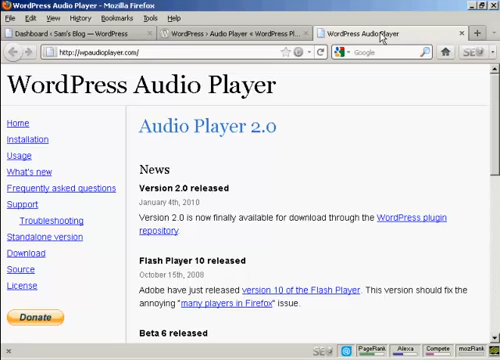 WordPress Audio Player - Mozilla Firefox
File Edit View History Bookmarks Tools Help
Dashboard ‹ Sam's Blog — WordPress × WordPress › Audio Player « WordPress Pl... × WordPress Audio Player ×
http://wpaudioplayer.com/ Google
WordPress Audio Player
Home
Installation
Usage
What's new
Frequently asked questions
Support
Troubleshooting
Standalone version
Download
Source
License
Donate
Audio Player 2.0
News
Version 2.0 released
January 4th, 2010
Version 2.0 is now finally available for download through the WordPress plugin
repository.
Flash Player 10 released
October 15th, 2008
Adobe have just released version 10 of the Flash Player. This version should fix the
annoying "many players in Firefox" issue.
Beta 6 released
PageRank Alexa Compete mozRank